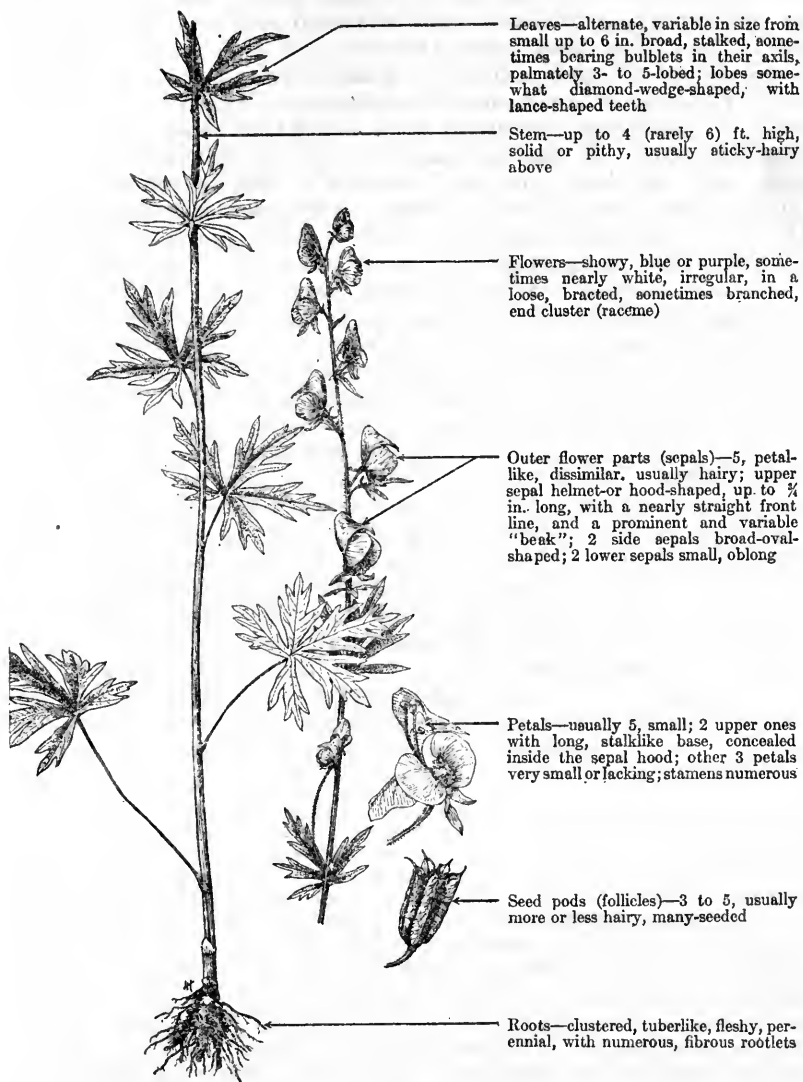 Leaves—alternate, variable in size from
small up to 6 in. broad, stalked, some-
times bearing bulblets in their axils,
palmately 3- to 5-lobed; lobes some-
what diamond-wedge-shaped, with
lance-shaped teeth
Stem—up to 4 (rarely 6) ft. high,
solid or pithy, usually sticky-hairy
above
Flowers—showy, blue or purple, some-
times nearly white, irregular, in a
loose, bracted, sometimes branched,
end cluster (raceme)
Outer flower parts (sepals)—5, petal-
like, dissimilar. usually hairy; upper
sepal helmet-or hood-shaped, up to ¾
in. long, with a nearly straight front
line, and a prominent and variable
"beak"; 2 side sepals broad-oval-
shaped; 2 lower sepals small, oblong
Petals—usually 5, small; 2 upper ones
with long, stalklike base, concealed
inside the sepal hood; other 3 petals
very small or lacking; stamens numerous
Seed pods (follicles)—3 to 5, usually
more or less hairy, many-seeded
Roots—clustered, tuberlike, fleshy, per-
ennial, with numerous, fibrous rootlets